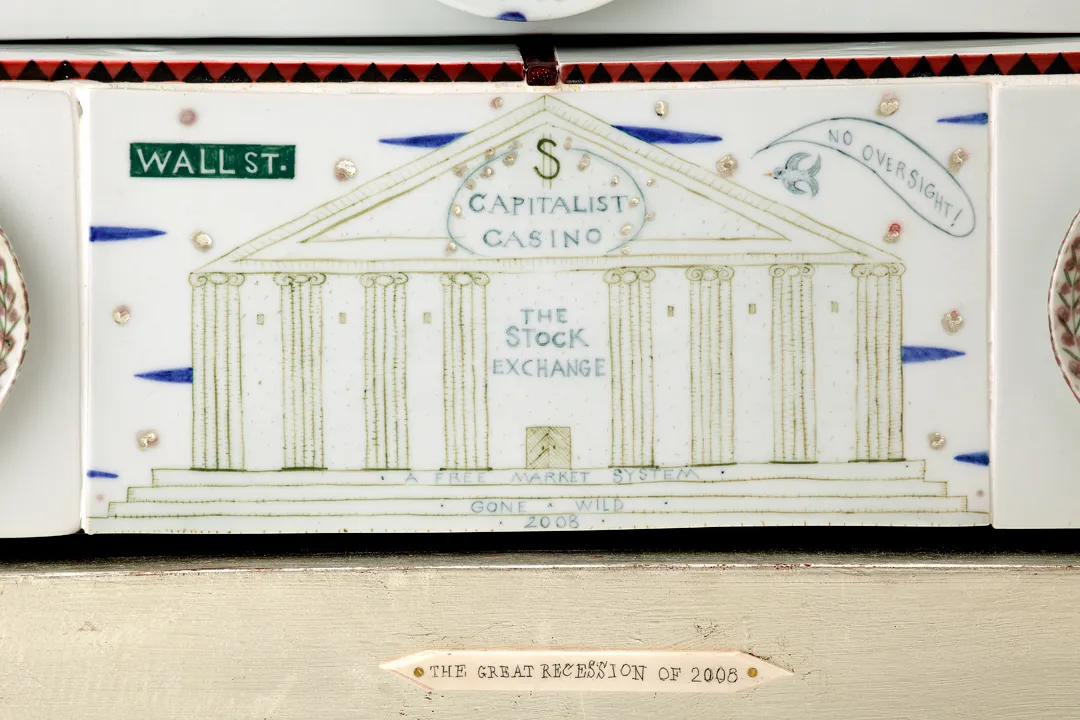 WALL ST.
NO OVERSIGHT!
$
CAPITALIST
CASINO
THE
STOCK
EXCHANGE
A FREE MARKET SYSTEM
GONE WILD
2008
THE GREAT RECESSION OF 2008